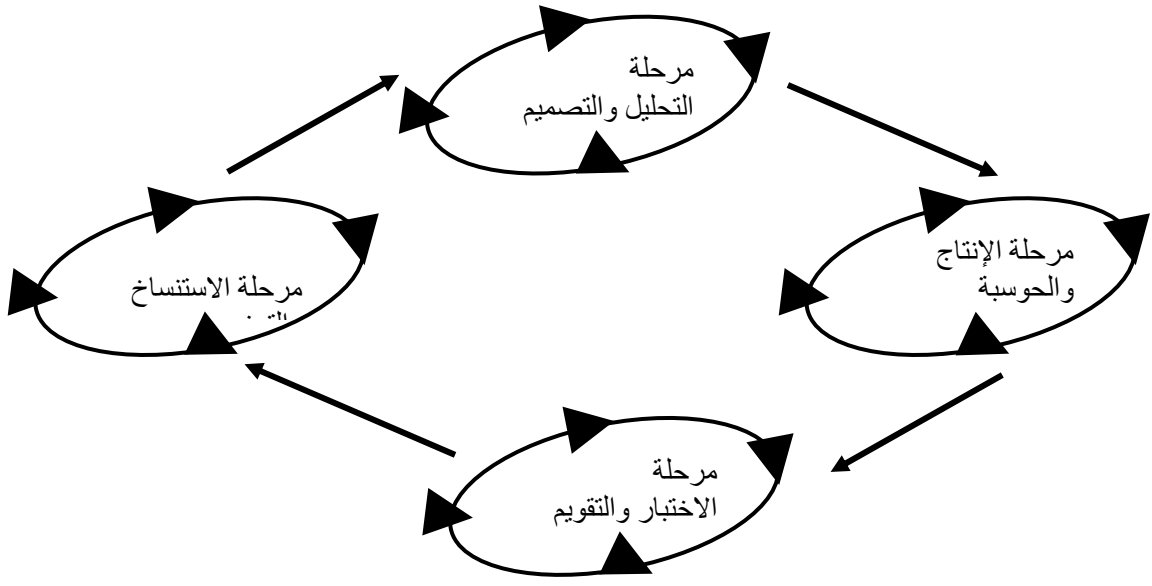 مرحلة
التحليل والتصميم
مرحلة الإنتاج
والحوسبة
مرحلة
الاختبار والتقويم
مرحلة الاستنساخ